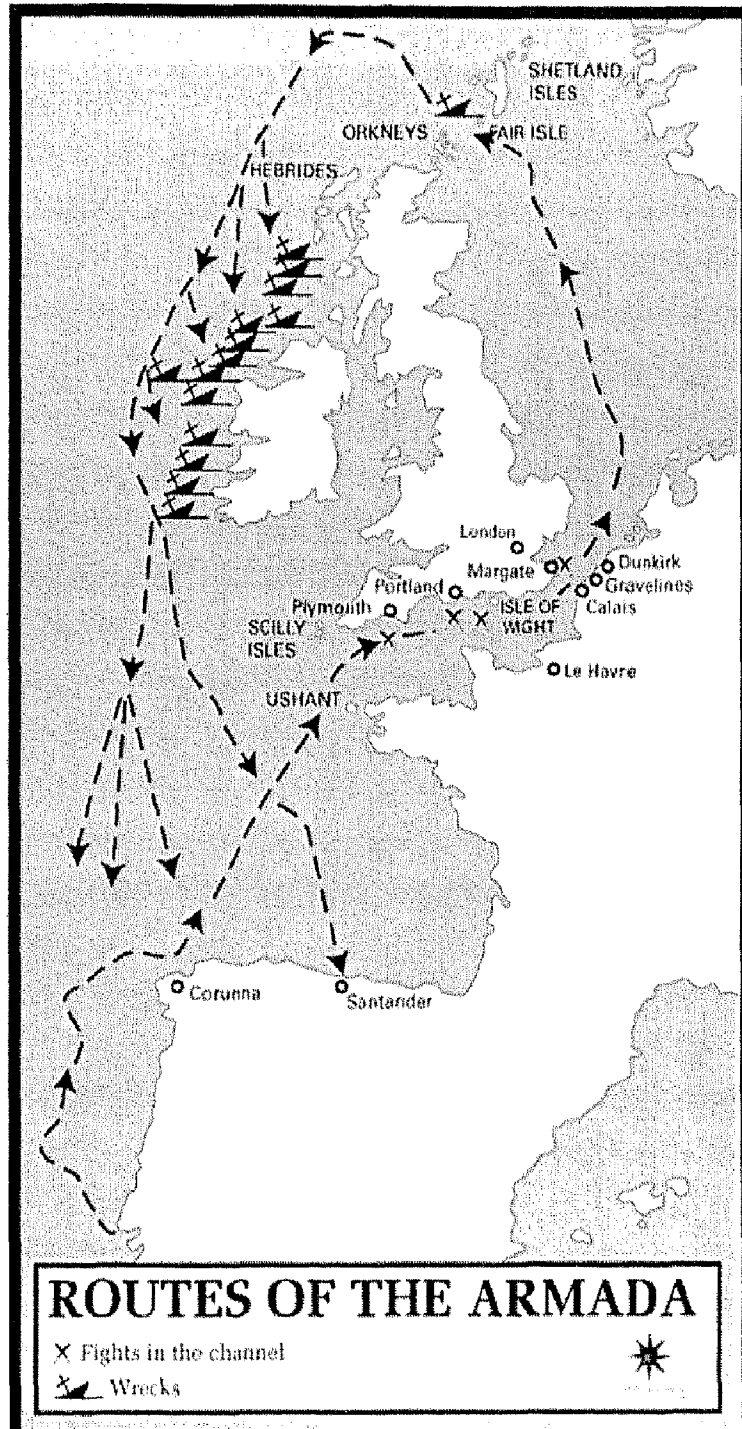 SHETLAND
ISLES
ORKNEYS
FAIR ISLE
HEBRIDES
London
Margate
Dunkirk
Gravelines
Calais
Portland
Plymouth
ISLE OF
WIGHT
SCILLY
ISLES
Le Havre
USHANT
Corunna
Santander
ROUTES OF THE ARMADA
X Fights in the channel
Wrecks